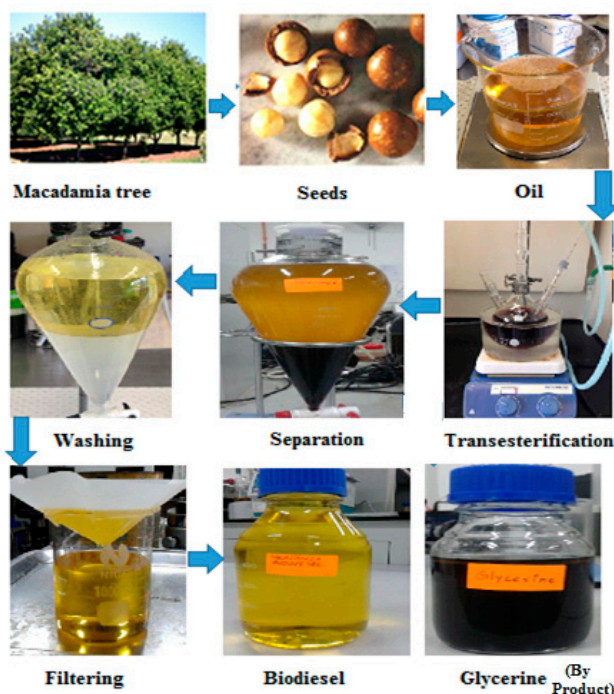 Macadamia tree
Seeds
Oil
Washing
Separation
Transesterification
Glycerine
Filtering
Biodiesel
Glycerine (By Product)